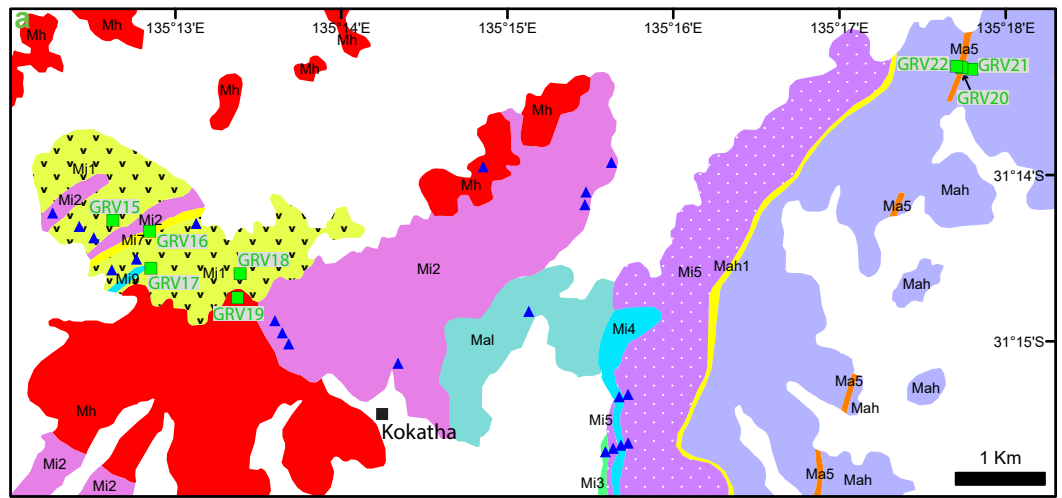 a
135°13'E
135°14'E
135°15'E
135°16'E
135°17'E
135°18'E
Mh
Mh
Mh
Mh
Mh
Ma5
GRV22
GRV21
GRV20
Mj1
Mh
Mh
31°14'S
Mi2
GRV15
Mi2
GRV16
Mi7
Mah
Ma5
Mi9
GRV17
Mj1
GRV18
Mi2
Mi5
Mah1
Mah
GRV19
Mal
Mi4
31°15'S
Ma5
Mah
Mah
Mh
Kokatha
Mi5
Mi2
Mi2
Mi3
Ma5
Mah
1 Km